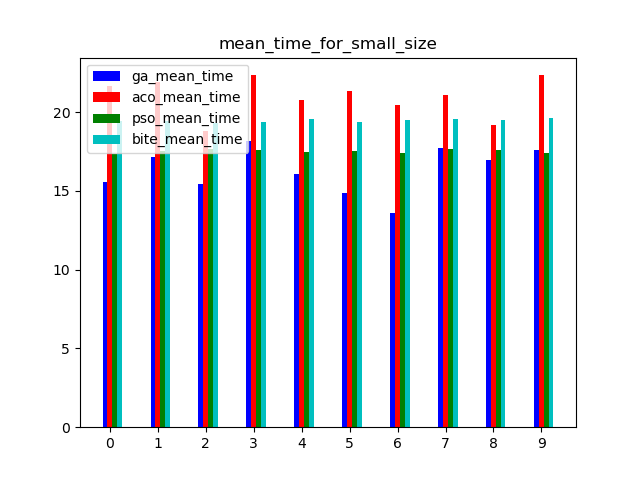 mean_time_for_small_size
ga_mean_time
aco_mean_time
pso_mean_time
bite_mean_time
20
15
10
5
0
0 1 2 3 4 5 6 7 8 9